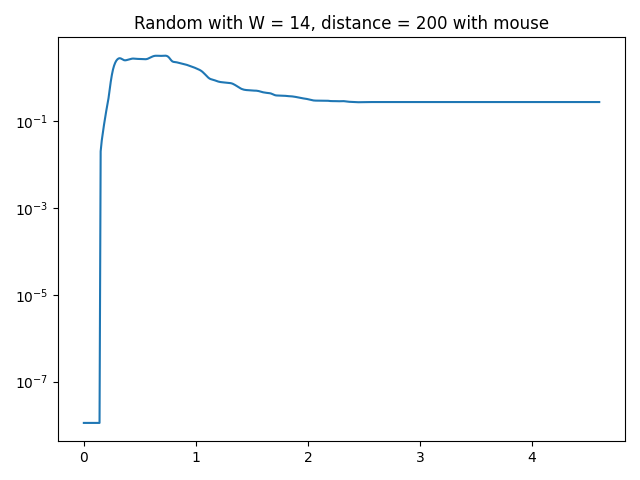 Random with W = 14, distance = 200 with mouse
10⁻¹
10⁻³
10⁻⁵
10⁻⁷
0 1 2 3 4